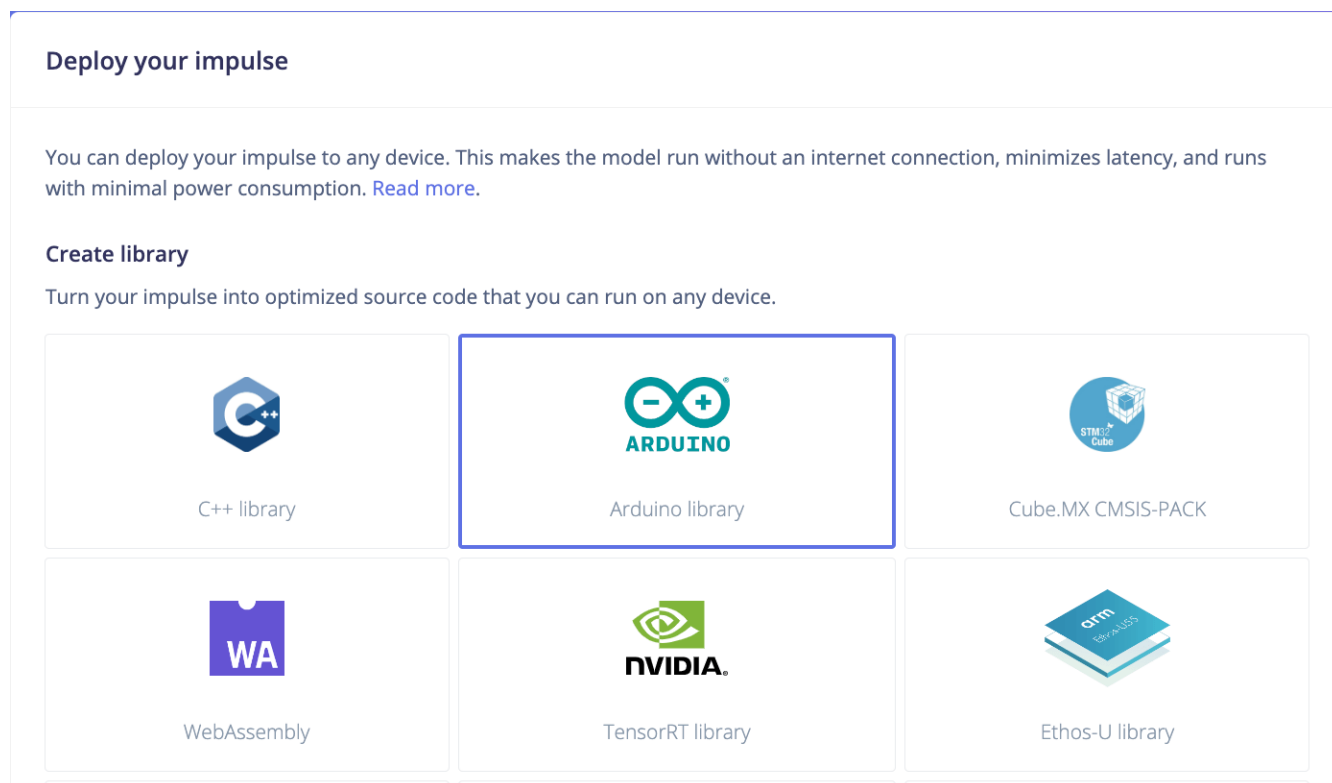 Deploy your impulse
You can deploy your impulse to any device. This makes the model run without an internet connection, minimizes latency, and runs
with minimal power consumption. Read more.
Create library
Turn your impulse into optimized source code that you can run on any device.
C++
ARDUINO
STM32
Cube
C++ library
Arduino library
Cube.MX CMSIS-PACK
WA
NVIDIA.
arm
Ethos-U55
WebAssembly
TensorRT library
Ethos-U library